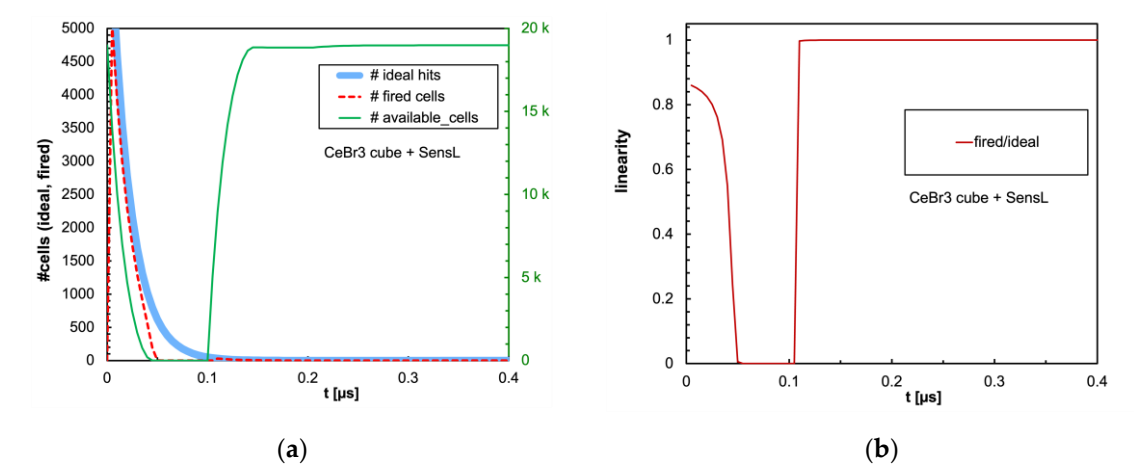 5000
4500
4000
3500
3000
2500
2000
1500
1000
500
0
#cells (ideal, fired)
20 k
15 k
10 k
5 k
0
# ideal hits
# fired cells
# available_cells
CeBr3 cube + SensL
0 0.1 0.2 0.3 0.4
t [µs]
(a)
1
0.8
0.6
0.4
0.2
0
linearity
fired/ideal
CeBr3 cube + SensL
0 0.1 0.2 0.3 0.4
t [µs]
(b)